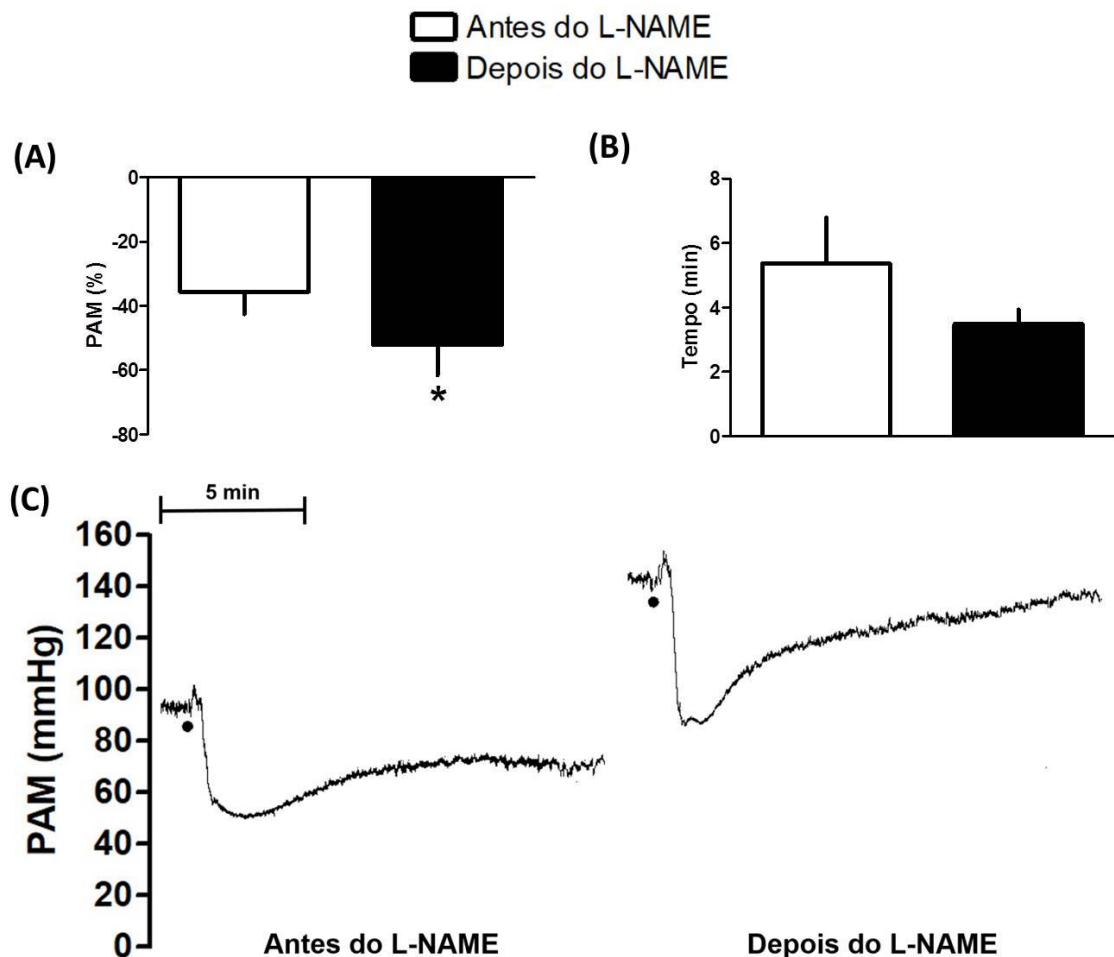 Antes do L-NAME
Depois do L-NAME
(A)
0
-20
-40
-60
-80
PAM (%)
*
(B)
8
6
4
2
0
Tempo (min)
(C)
5 min
160
140
120
100
80
60
40
20
0
PAM (mmHg)
Antes do L-NAME
Depois do L-NAME